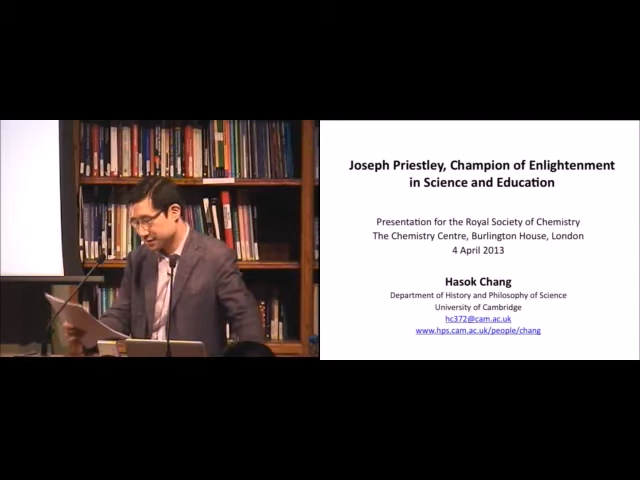 Joseph Priestley, Champion of Enlightenment
in Science and Education
Presentation for the Royal Society of Chemistry
The Chemistry Centre, Burlington House, London
4 April 2013
Hasok Chang
Department of History and Philosophy of Science
University of Cambridge
hc372@cam.ac.uk
www.hps.cam.ac.uk/people/chang